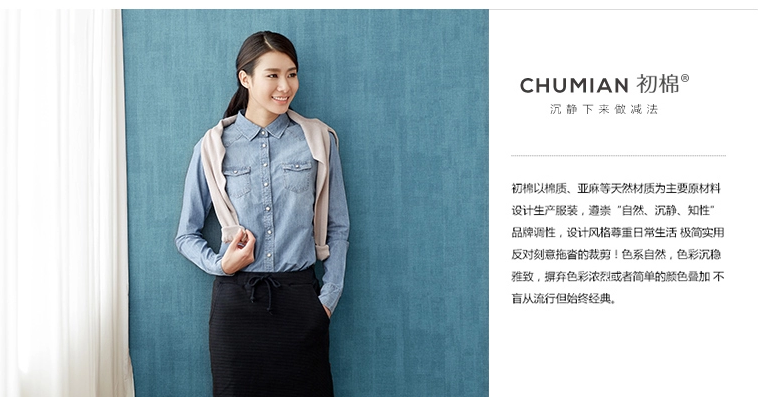 CHUMIAN 初棉®
沉静下来做减法
初棉以棉质、亚麻等天然材质为主要原材料
设计生产服装，遵崇“自然、沉静、知性”
品牌调性，设计风格尊重日常生活 极简实用
反对刻意拖沓的裁剪！色系自然，色彩沉稳
雅致，摒弃色彩浓烈或者简单的颜色叠加 不
盲从流行但始终经典。